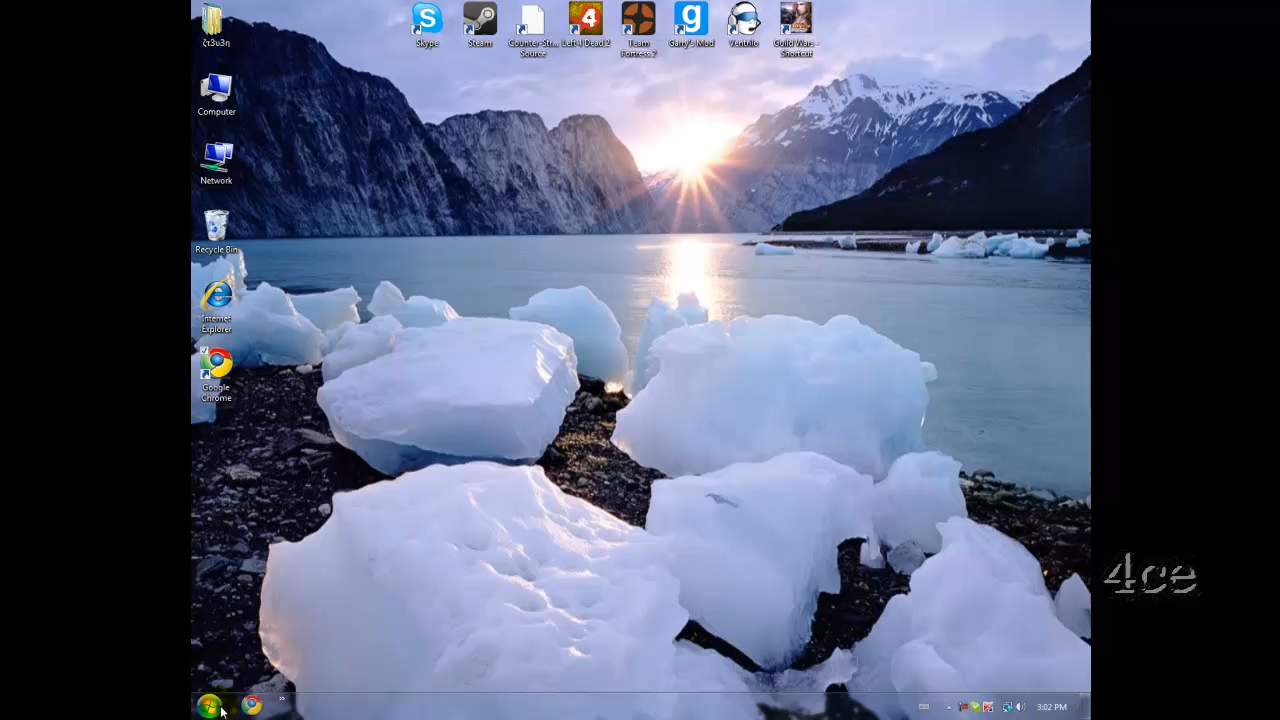 ζτ3υ3η
Computer
Network
Recycle Bin
Internet
Explorer
Google
Chrome
Skype
Steam
Counter-Str...
Source
Left 4 Dead 2
Team
Fortress 2
Garry's Mod
Ventrilo
Guild Wars -
Shortcut
4ce
3:02 PM